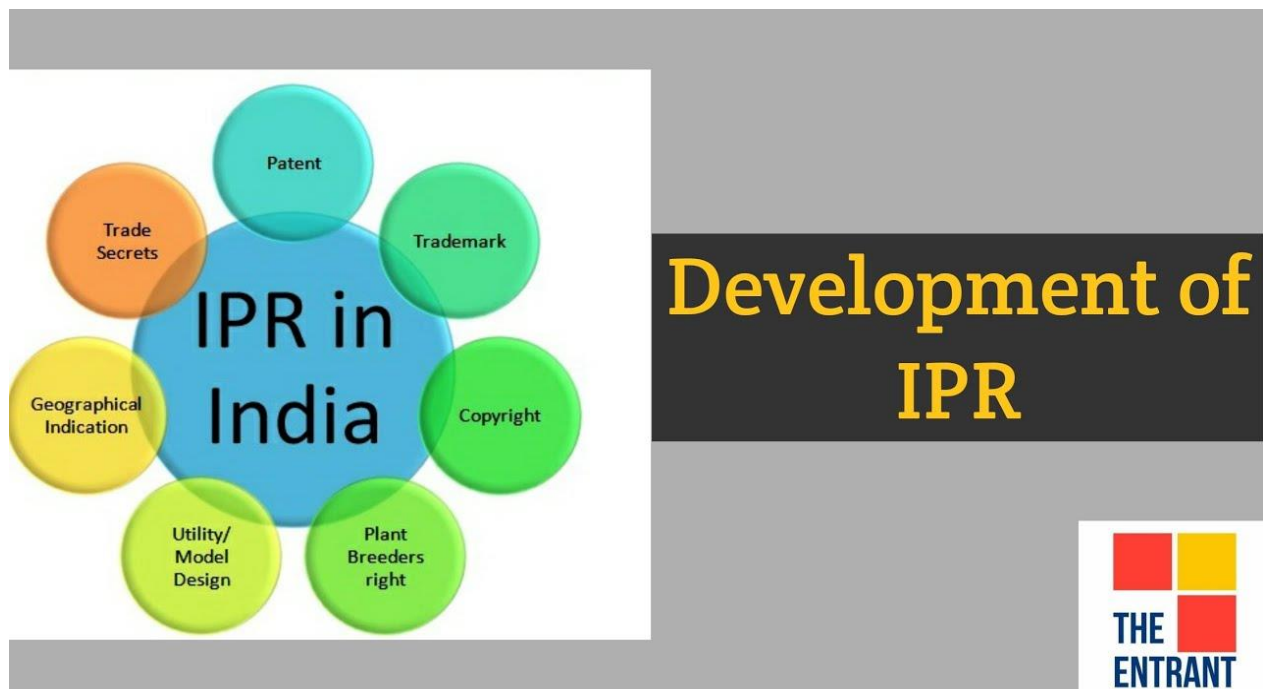 Patent
Trade
Secrets
Trademark
IPR in
India
Geographical
Indication
Copyright
Utility/
Model
Design
Plant
Breeders
right
Development of
IPR
THE
ENTRANT